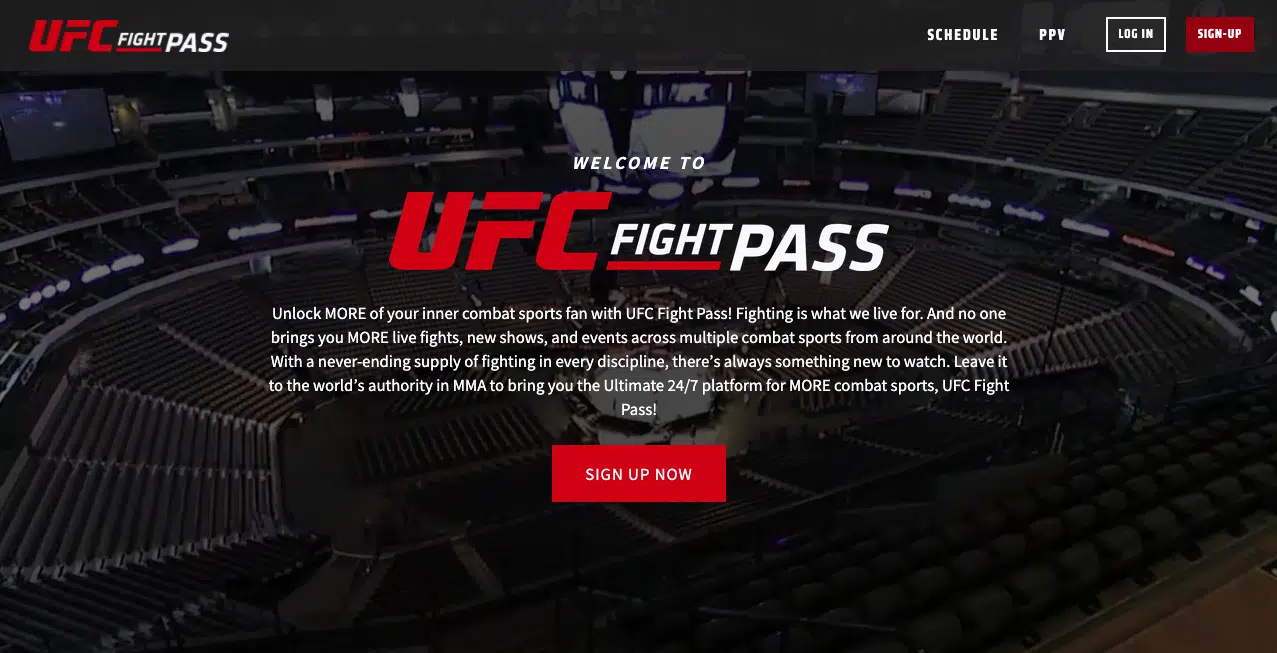 UFC FIGHT PASS
SCHEDULE
PPV
LOG IN
SIGN-UP
WELCOME TO
UFC FIGHT PASS
Unlock MORE of your inner combat sports fan with UFC Fight Pass! Fighting is what we live for. And no one
brings you MORE live fights, new shows, and events across multiple combat sports from around the world.
With a never-ending supply of fighting in every discipline, there’s always something new to watch. Leave it
to the world’s authority in MMA to bring you the Ultimate 24/7 platform for MORE combat sports, UFC Fight
Pass!
SIGN UP NOW